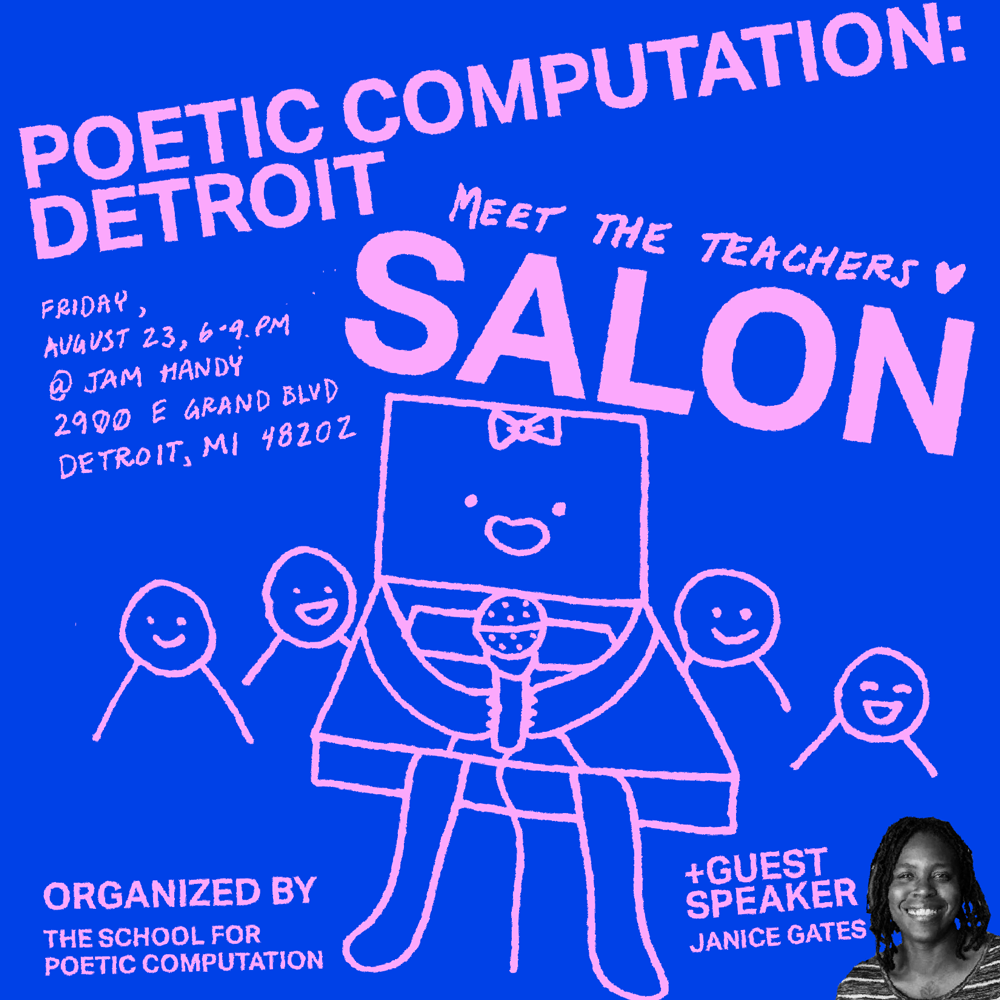 POETIC COMPUTATION:
DETROIT
MEET THE TEACHERS ♥
SALON
FRIDAY,
AUGUST 23, 6-9.PM
@ JAM HANDY
2900 E GRAND BLVD
DETROIT, MI 48202
ORGANIZED BY
THE SCHOOL FOR
POETIC COMPUTATION
+GUEST
SPEAKER
JANICE GATES